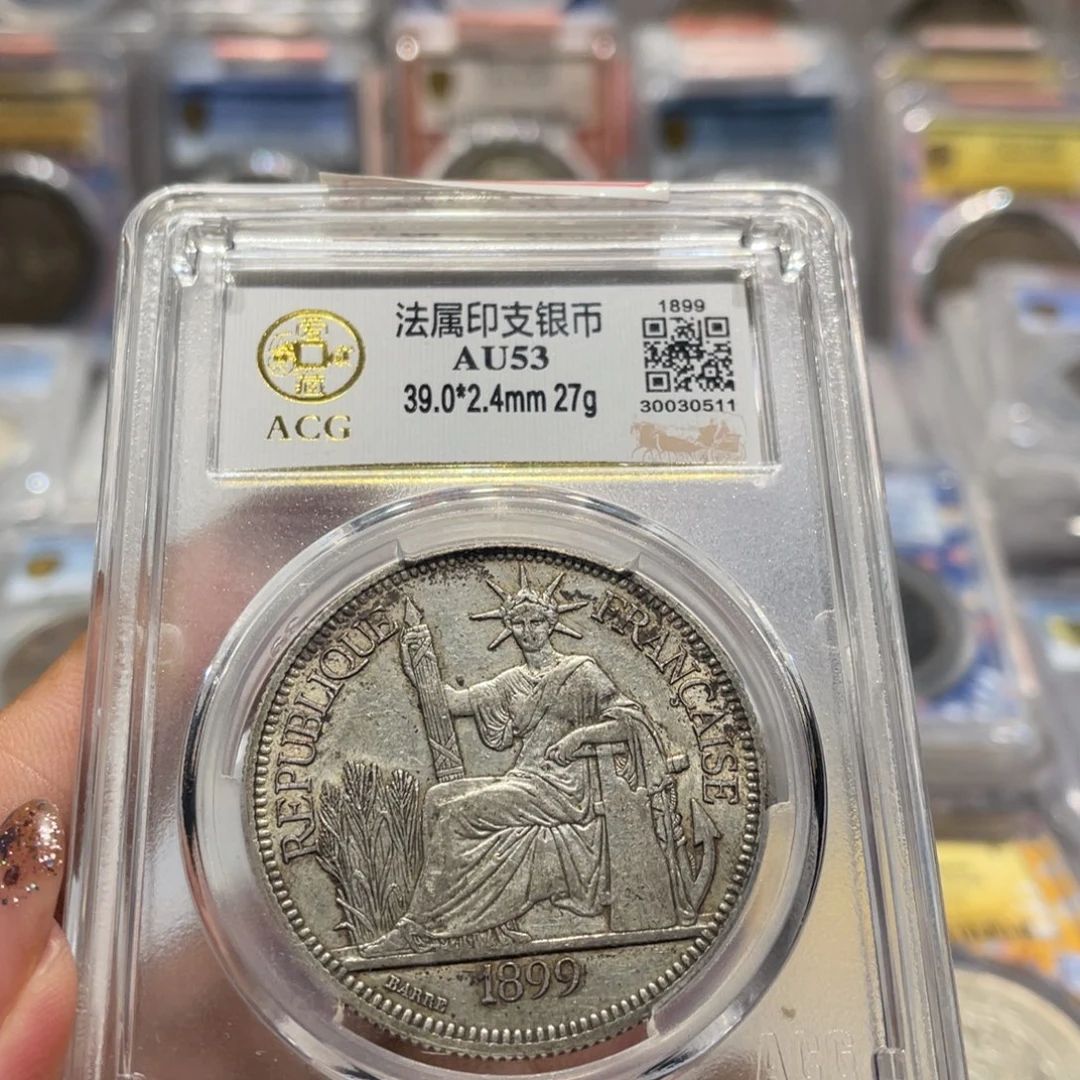 法属印支银币
AU53
39.0*2.4mm 27g
1899
30030511
ACG
REPUBLIQUE FRANÇAISE
BARRE
1899
ACG